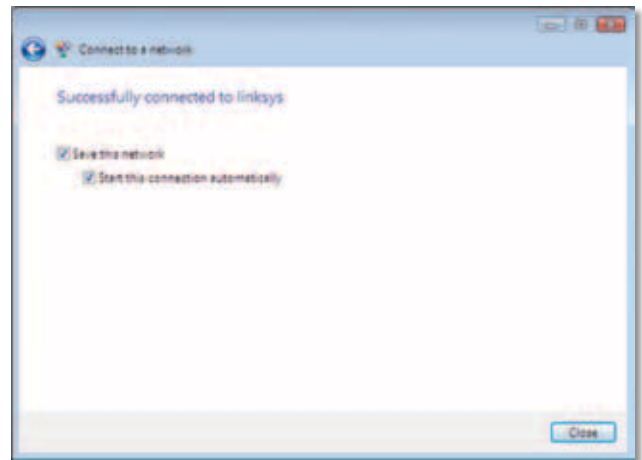 Connect to a network
Successfully connected to linksys
Save this network
Start this connection automatically
Close